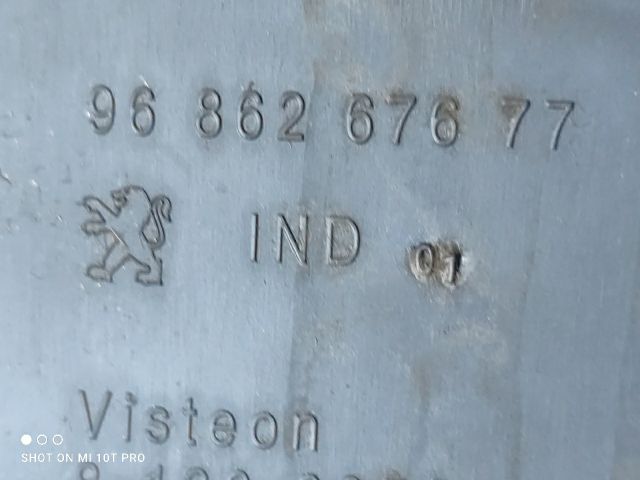 96 862 676 77
IND 01
Visteon
SHOT ON MI 10T PRO